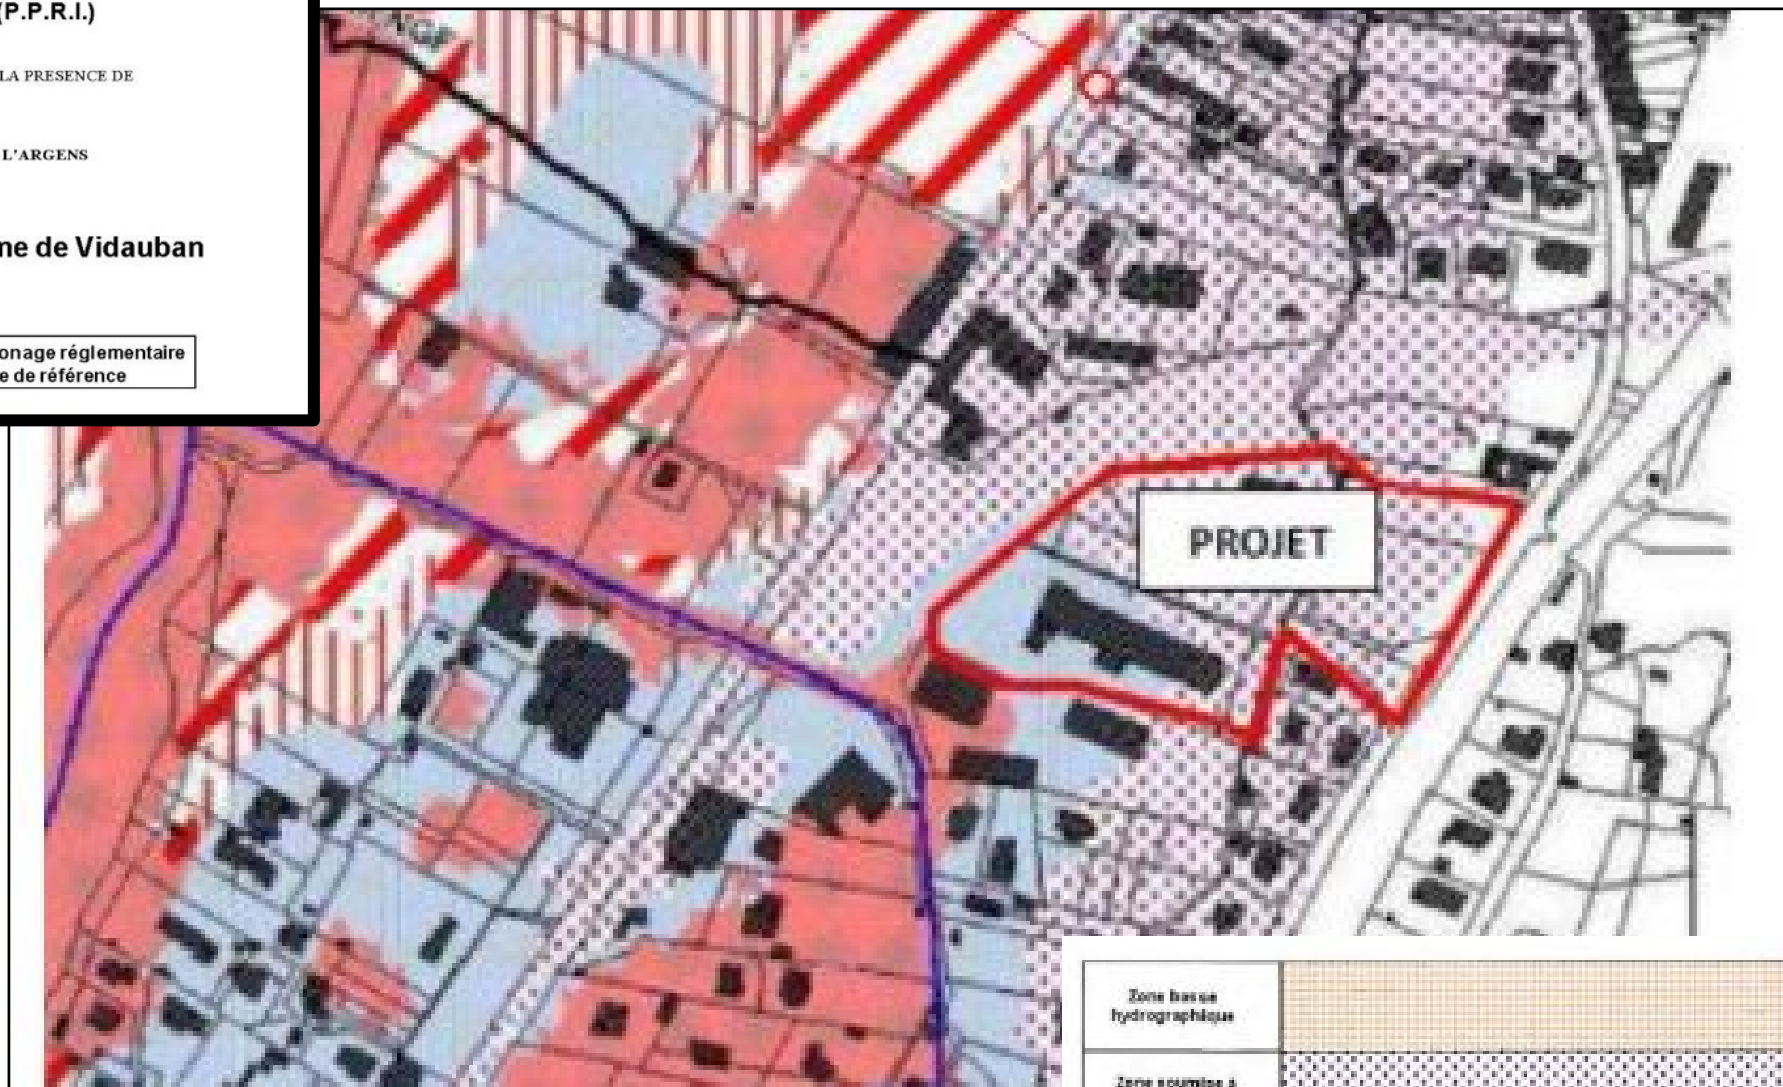 (P.P.R.I.)
LA PRESENCE DE
L'ARGENS
ne de Vidauban
onage réglementaire
e de référence
PROJET
Zone basse
hydrographique
Zone soumise à